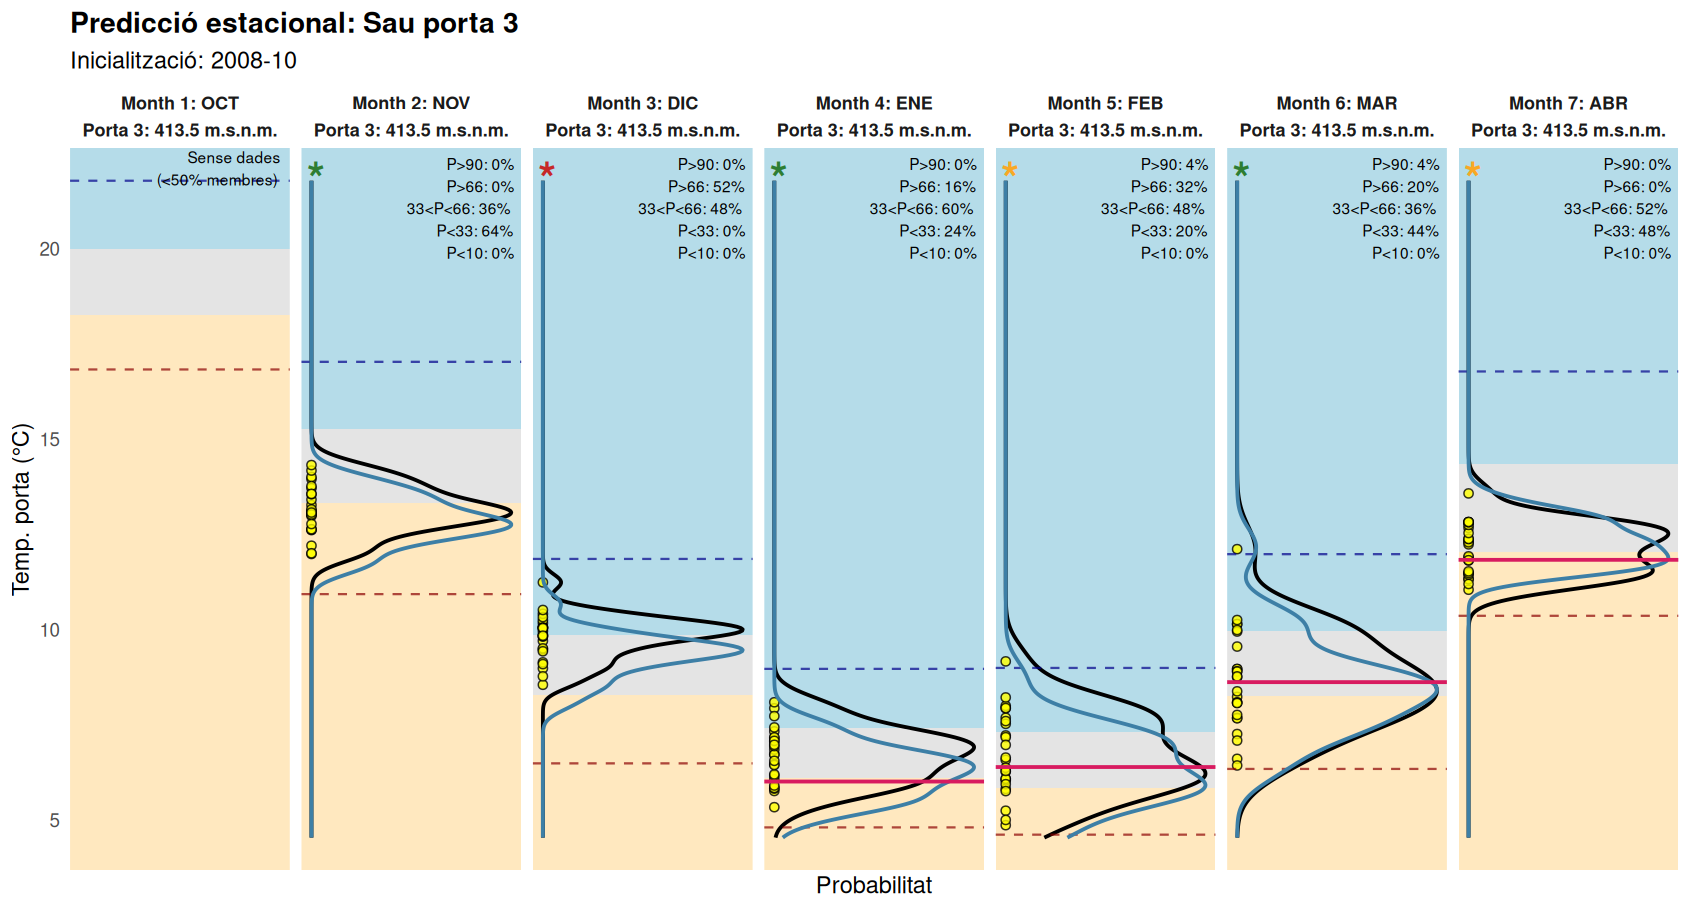 Predicció estacional: Sau porta 3
Inicialització: 2008-10
Month 1: OCT
Porta 3: 413.5 m.s.n.m.
Sense dades
(<50% membres)
Month 2: NOV
Porta 3: 413.5 m.s.n.m.
*
P>90: 0%
P>66: 0%
33<P<66: 36%
P<33: 64%
P<10: 0%
Month 3: DIC
Porta 3: 413.5 m.s.n.m.
*
P>90: 0%
P>66: 52%
33<P<66: 48%
P<33: 0%
P<10: 0%
Month 4: ENE
Porta 3: 413.5 m.s.n.m.
*
P>90: 0%
P>66: 16%
33<P<66: 60%
P<33: 24%
P<10: 0%
Month 5: FEB
Porta 3: 413.5 m.s.n.m.
*
P>90: 4%
P>66: 32%
33<P<66: 48%
P<33: 20%
P<10: 0%
Month 6: MAR
Porta 3: 413.5 m.s.n.m.
*
P>90: 4%
P>66: 20%
33<P<66: 36%
P<33: 44%
P<10: 0%
Month 7: ABR
Porta 3: 413.5 m.s.n.m.
*
P>90: 0%
P>66: 0%
33<P<66: 52%
P<33: 48%
P<10: 0%
Temp. porta (°C)
20
15
10
5
Probabilitat